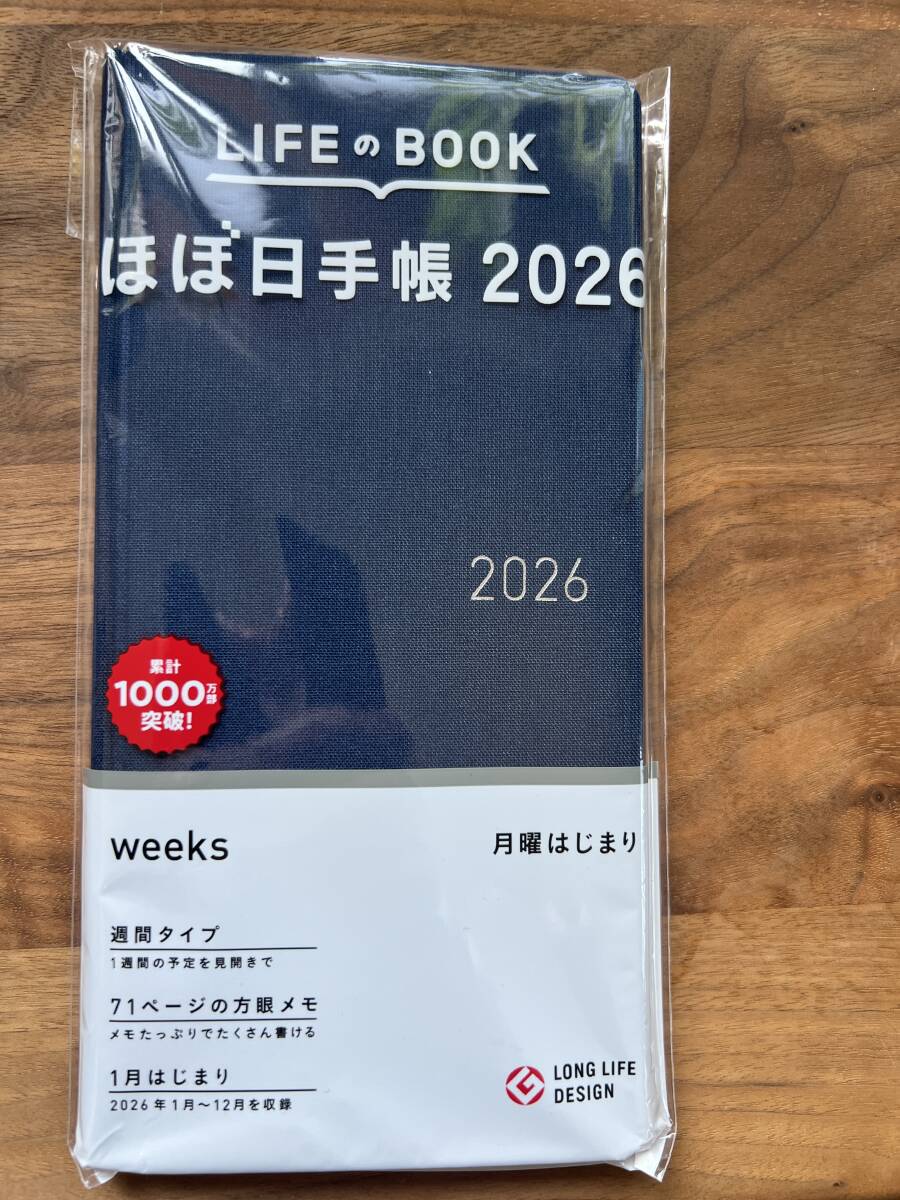 LIFEのBOOK
ほぼ日手帳 2026
2026
累計
1000万部
突破!
weeks
月曜はじまり
週間タイプ
1週間の予定を見開きで
71ページの方眼メモ
メモたっぷりでたくさん書ける
1月はじまり
2026年1月〜12月を収録
LONG LIFE
DESIGN